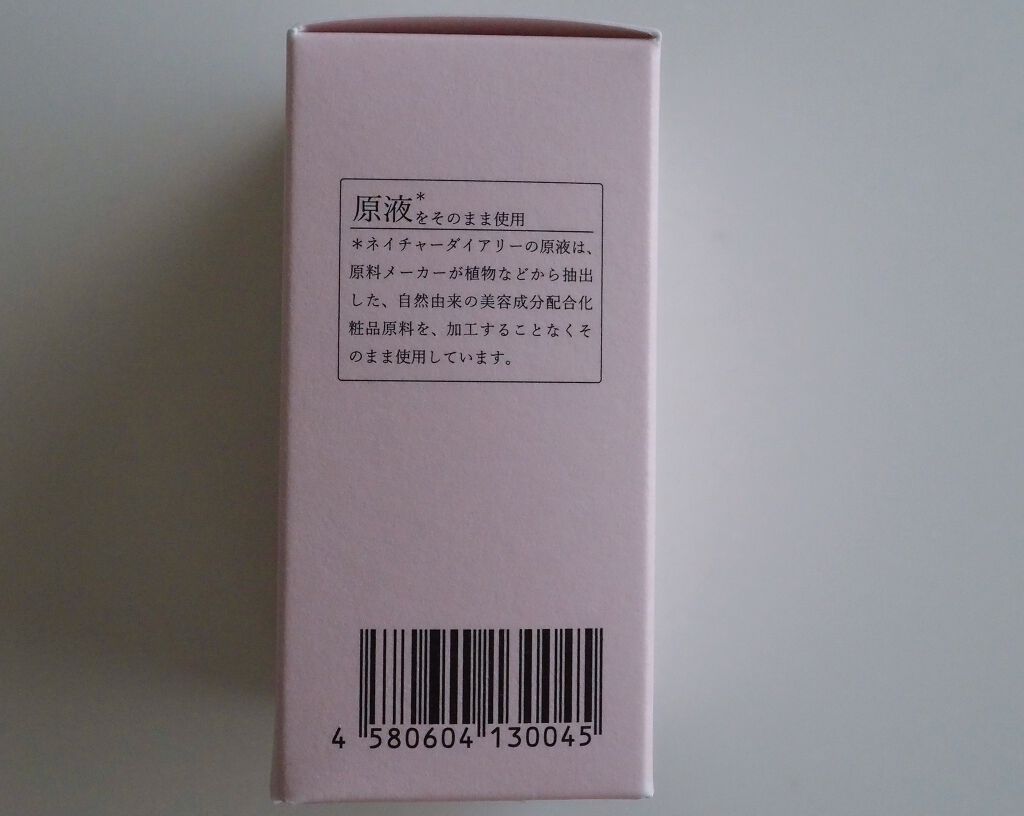 原液*をそのまま使用
*ネイチャーダイアリーの原液は、
原料メーカーが植物などから抽出
した、自然由来の美容成分配合化
粧品原料を、加工することなくそ
のまま使用しています。
4 580604 130045